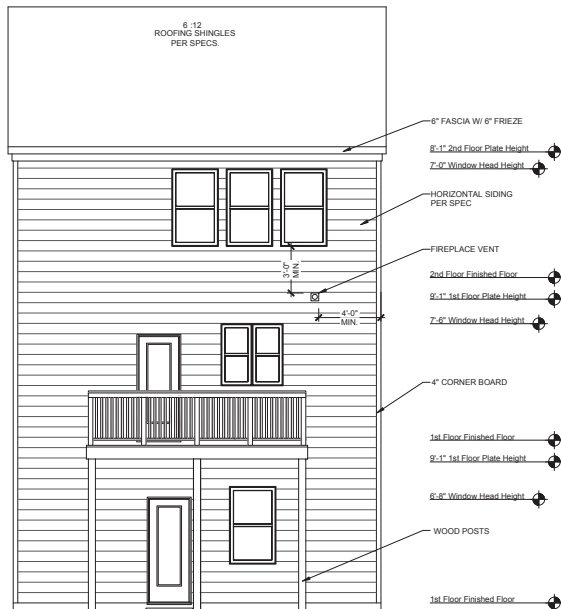 6 :12
ROOFING SHINGLES
PER SPECS.
6" FASCIA W/ 6" FRIEZE
8'-1" 2nd Floor Plate Height
7'-0" Window Head Height
HORIZONTAL SIDING
PER SPEC
FIREPLACE VENT
3'-0"
MIN.
2nd Floor Finished Floor
9'-1" 1st Floor Plate Height
4'-0"
MIN.
7'-6" Window Head Height
4" CORNER BOARD
1st Floor Finished Floor
9'-1" 1st Floor Plate Height
6'-8" Window Head Height
WOOD POSTS
1st Floor Finished Floor